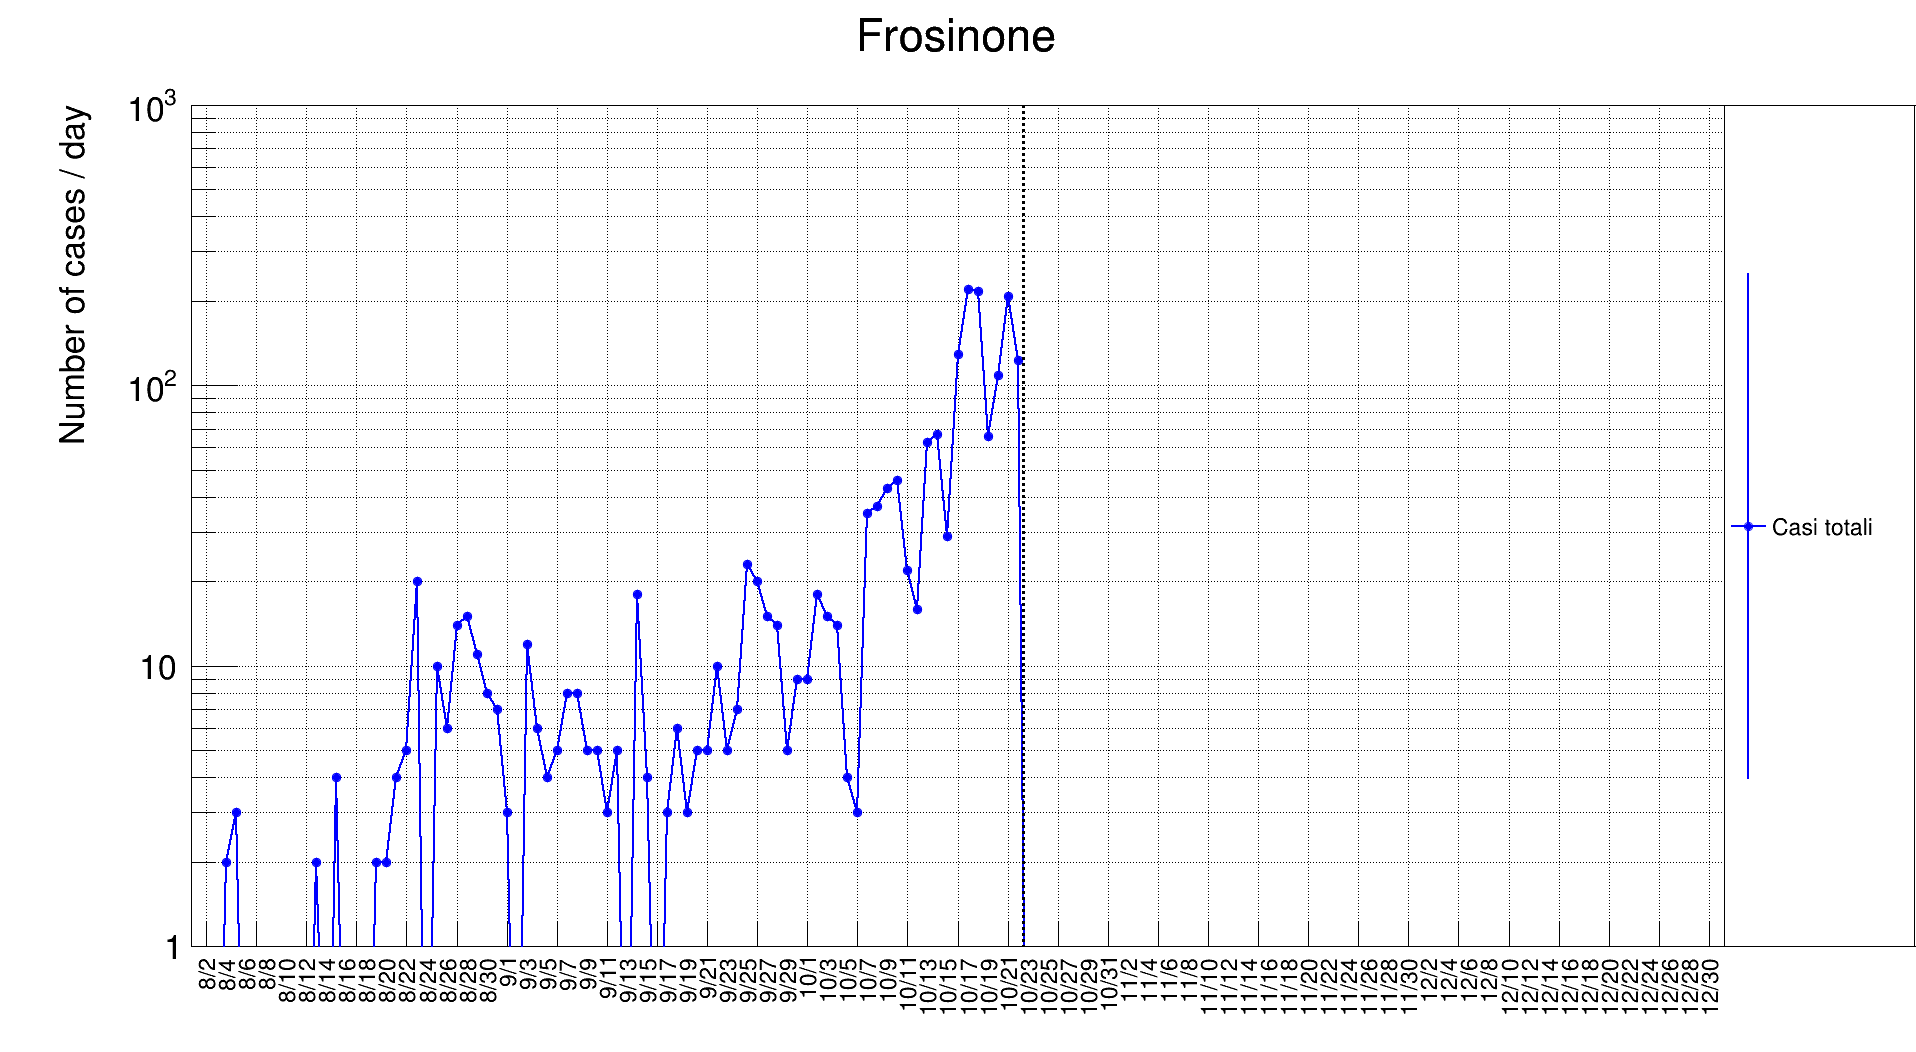 Frosinone
Number of cases / day
10³
10²
10
1
8/2 8/4 8/6 8/8 8/10 8/12 8/14 8/16 8/18 8/20 8/22 8/24 8/26 8/28 8/30 9/1 9/3 9/5 9/7 9/9 9/11 9/13 9/15 9/17 9/19 9/21 9/23 9/25 9/27 9/29 10/1 10/3 10/5 10/7 10/9 10/11 10/13 10/15 10/17 10/19 10/21 10/23 10/25 10/27 10/29 10/31 11/2 11/4 11/6 11/8 11/10 11/12 11/14 11/16 11/18 11/20 11/22 11/24 11/26 11/28 11/30 12/2 12/4 12/6 12/8 12/10 12/12 12/14 12/16 12/18 12/20 12/22 12/24 12/26 12/28 12/30
Casi totali